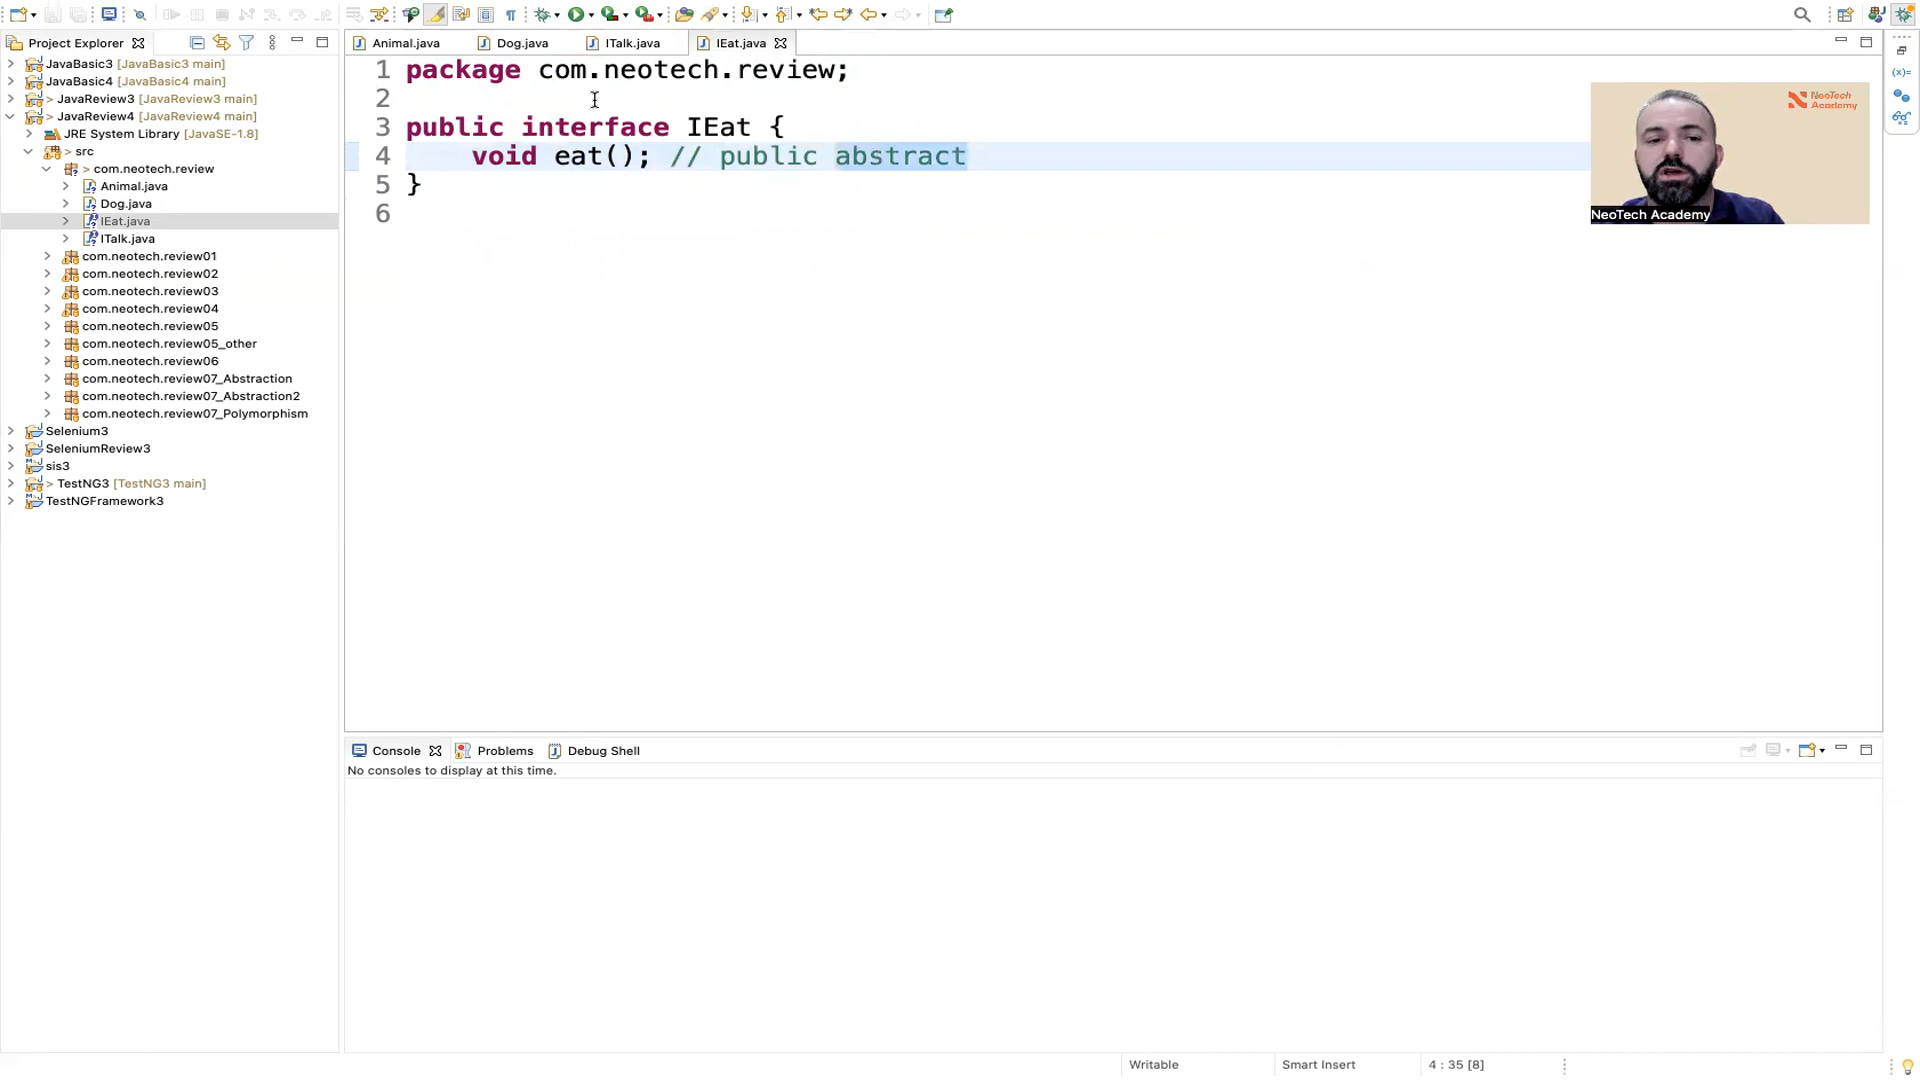 Project Explorer
Animal.java
Dog.java
ITalk.java
IEat.java
JavaBasic3 [JavaBasic3 main]
JavaBasic4 [JavaBasic4 main]
> JavaReview3 [JavaReview3 main]
> JavaReview4 [JavaReview4 main]
JRE System Library [JavaSE-1.8]
> src
> com.neotech.review
Animal.java
Dog.java
IEat.java
ITalk.java
com.neotech.review01
com.neotech.review02
com.neotech.review03
com.neotech.review04
com.neotech.review05
com.neotech.review05_other
com.neotech.review06
com.neotech.review07_Abstraction
com.neotech.review07_Abstraction2
com.neotech.review07_Polymorphism
Selenium3
SeleniumReview3
sis3
> TestNG3 [TestNG3 main]
TestNGFramework3
1 package com.neotech.review;
2
3 public interface IEat {
4 void eat(); // public abstract
5 }
6
NeoTech
Academy
NeoTech Academy
Console
Problems
Debug Shell
No consoles to display at this time.
Writable
Smart Insert
4 : 35 [8]